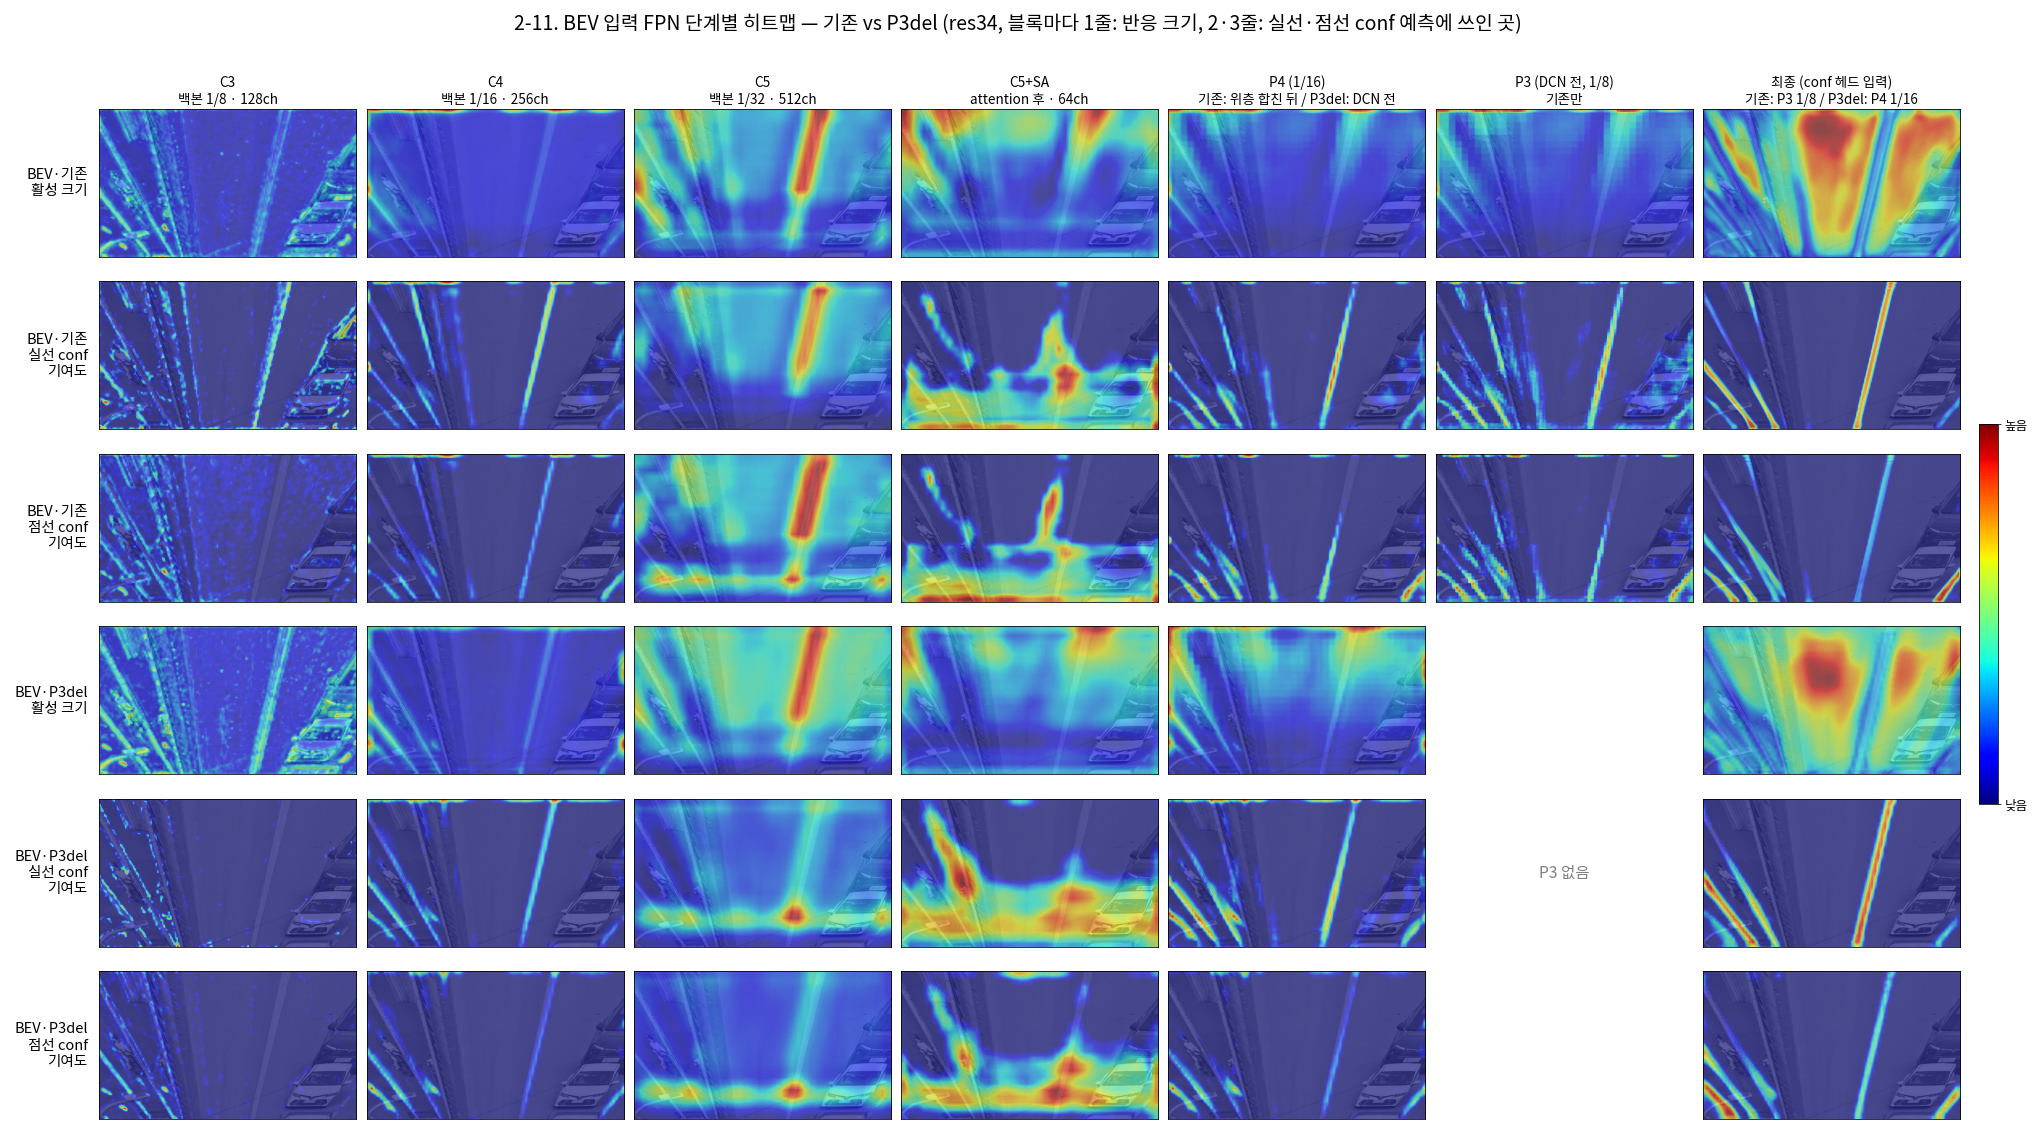 2-11. BEV 입력 FPN 단계별 히트맵 — 기존 vs P3del (res34, 블록마다 1줄: 반응 크기, 2·3줄: 실선·점선 conf 예측에 쓰인 곳)
C3
백본 1/8 · 128ch
C4
백본 1/16 · 256ch
C5
백본 1/32 · 512ch
C5+SA
attention 후 · 64ch
P4 (1/16)
기존: 위층 합진 뒤 / P3del: DCN 전
P3 (DCN 전, 1/8)
기존만
최종 (conf 헤드 입력)
기존: P3 1/8 / P3del: P4 1/16
BEV·기존
활성 크기
BEV·기존
실선 conf
기여도
BEV·기존
점선 conf
기여도
BEV·P3del
활성 크기
BEV·P3del
실선 conf
기여도
P3 없음
BEV·P3del
점선 conf
기여도
높음
낮음